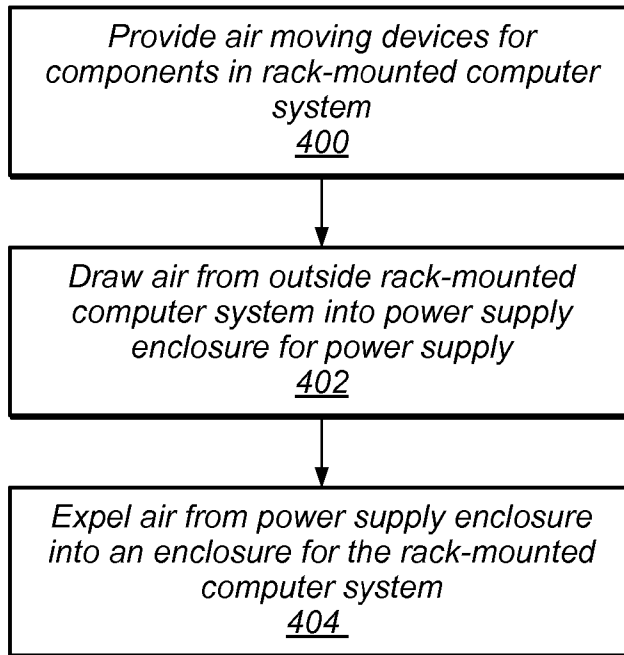 Provide air moving devices for
components in rack-mounted computer
system
400
Draw air from outside rack-mounted
computer system into power supply
enclosure for power supply
402
Expel air from power supply enclosure
into an enclosure for the rack-mounted
computer system
404